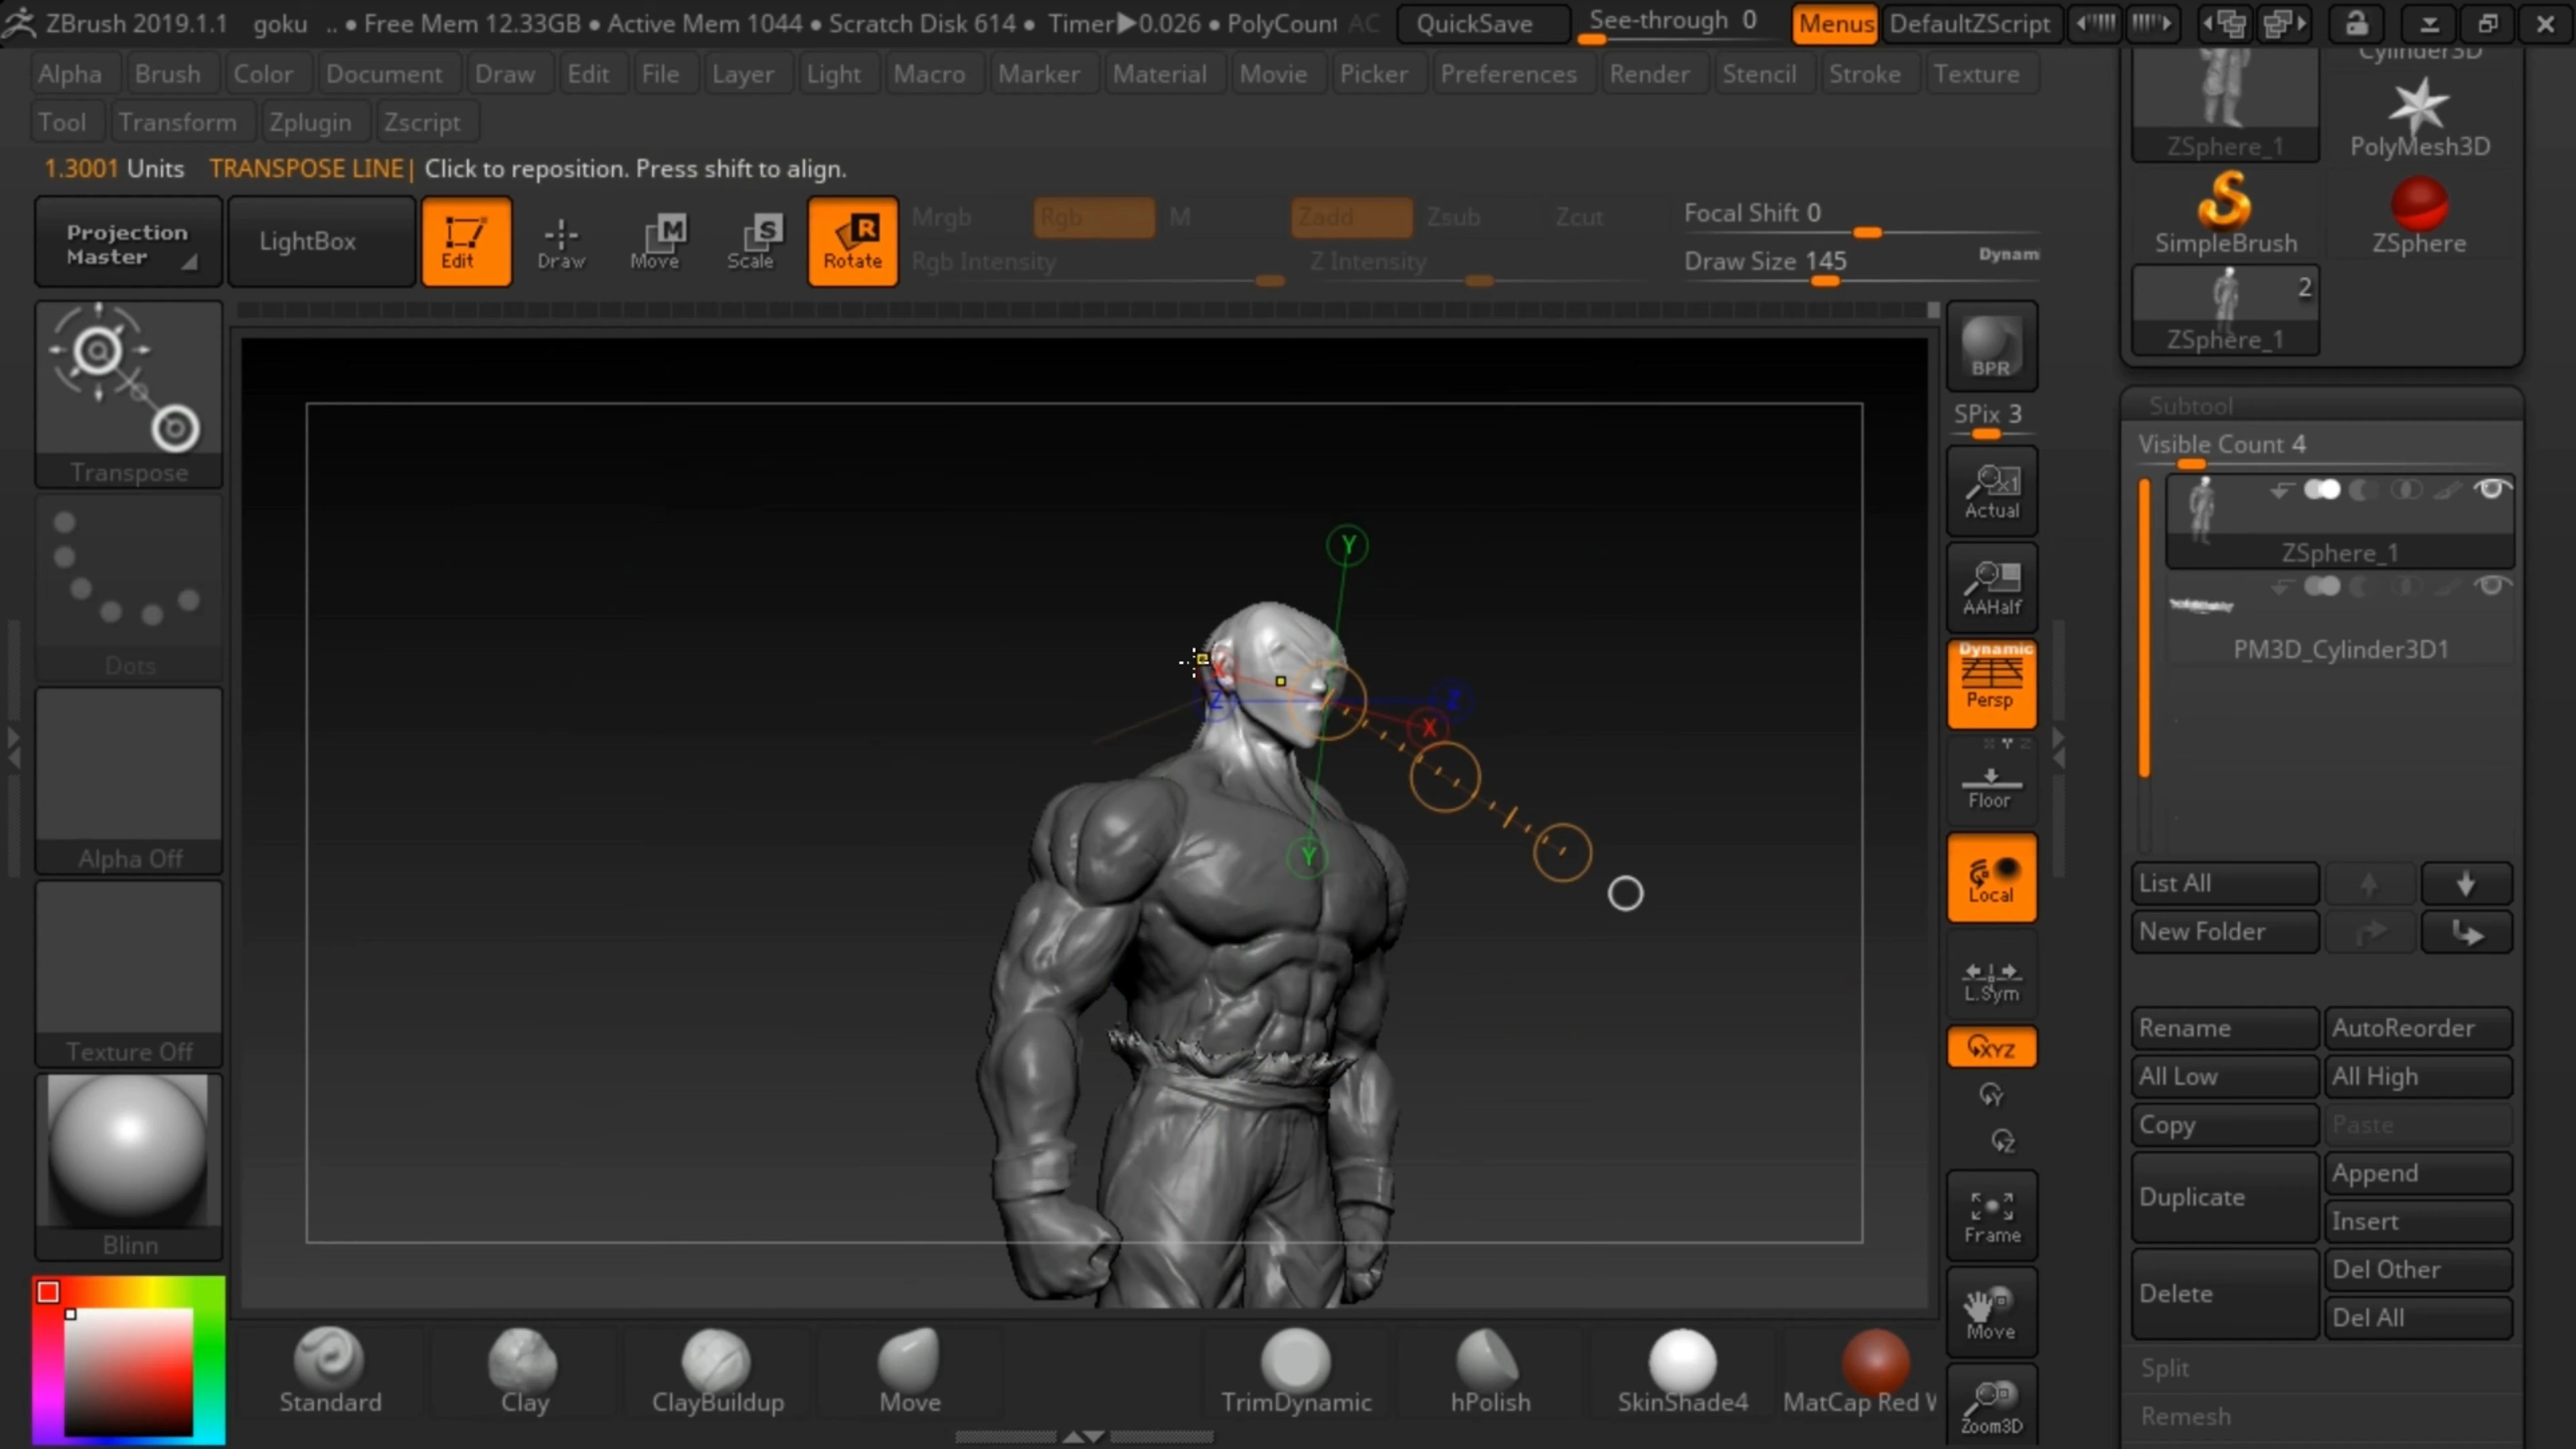 ZBrush 2019.1.1 goku .. • Free Mem 12.33GB • Active Mem 1044 • Scratch Disk 614 • Timer▶0.026 • PolyCount AC QuickSave See-through 0 Menus DefaultZScript
Alpha Brush Color Document Draw Edit File Layer Light Macro Marker Material Movie Picker Preferences Render Stencil Stroke Texture
Tool Transform Zplugin Zscript
1.3001 Units TRANSPOSE LINE| Click to reposition. Press shift to align.
Projection
Master
LightBox
Edit
Draw
M
Move
S
Scale
R
Rotate
Mrgb Rgb M Zadd Zsub Zcut
Rgb Intensity Z Intensity
Focal Shift 0
Draw Size 145 Dynam
Transpose
Dots
Alpha Off
Texture Off
Blinn
Y
X
Z
Z
X
Y
BPR
SPix 3
x1
Actual
AAHalf
Dynamic
Persp
X Y Z
Floor
Local
L.Sym
XYZ
Y
Z
Frame
Move
Zoom3D
Cylinder3D
ZSphere_1
PolyMesh3D
SimpleBrush
ZSphere
2
ZSphere_1
Subtool
Visible Count 4
ZSphere_1
PM3D_Cylinder3D1
List All
New Folder
Rename AutoReorder
All Low All High
Copy Paste
Duplicate
Append
Insert
Delete
Del Other
Del All
Split
Remesh
Standard Clay ClayBuildup Move TrimDynamic hPolish SkinShade4 MatCap Red W